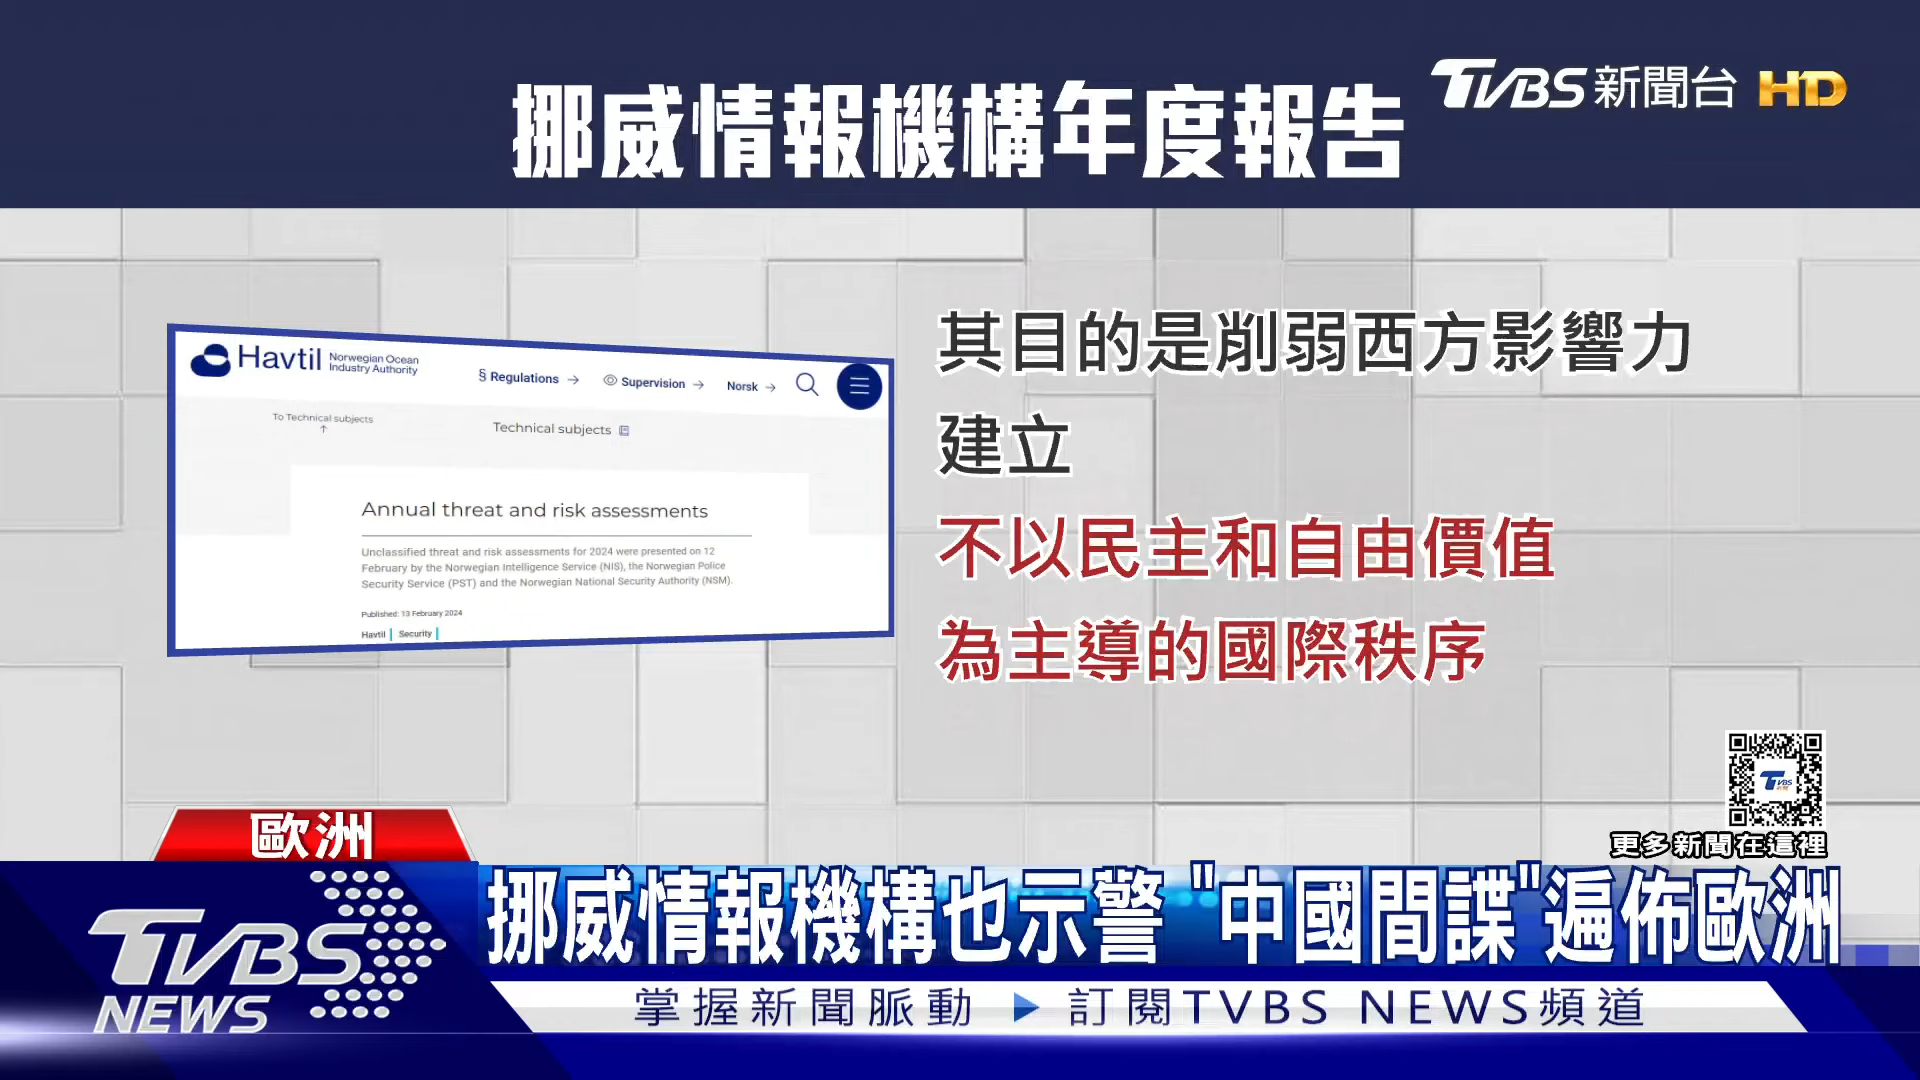 挪威情報機構年度報告
TVBS新聞台 HD
Havtil Norwegian Ocean
Industry Authority
§ Regulations →
Supervision →
Norsk →
To Technical subjects
↑
Technical subjects
Annual threat and risk assessments
Unclassified threat and risk assessments for 2024 were presented on 12
February by the Norwegian Intelligence Service (NIS), the Norwegian Police
Security Service (PST) and the Norwegian National Security Authority (NSM).
Published: 13 February 2024
Havtil | Security |
其目的是削弱西方影響力
建立
不以民主和自由價值
為主導的國際秩序
TVBS
新聞
更多新聞在這裡
歐洲
挪威情報機構也示警 "中國間諜"遍佈歐洲
TVBS
NEWS
掌握新聞脈動 ▶ 訂閱TVBS NEWS頻道